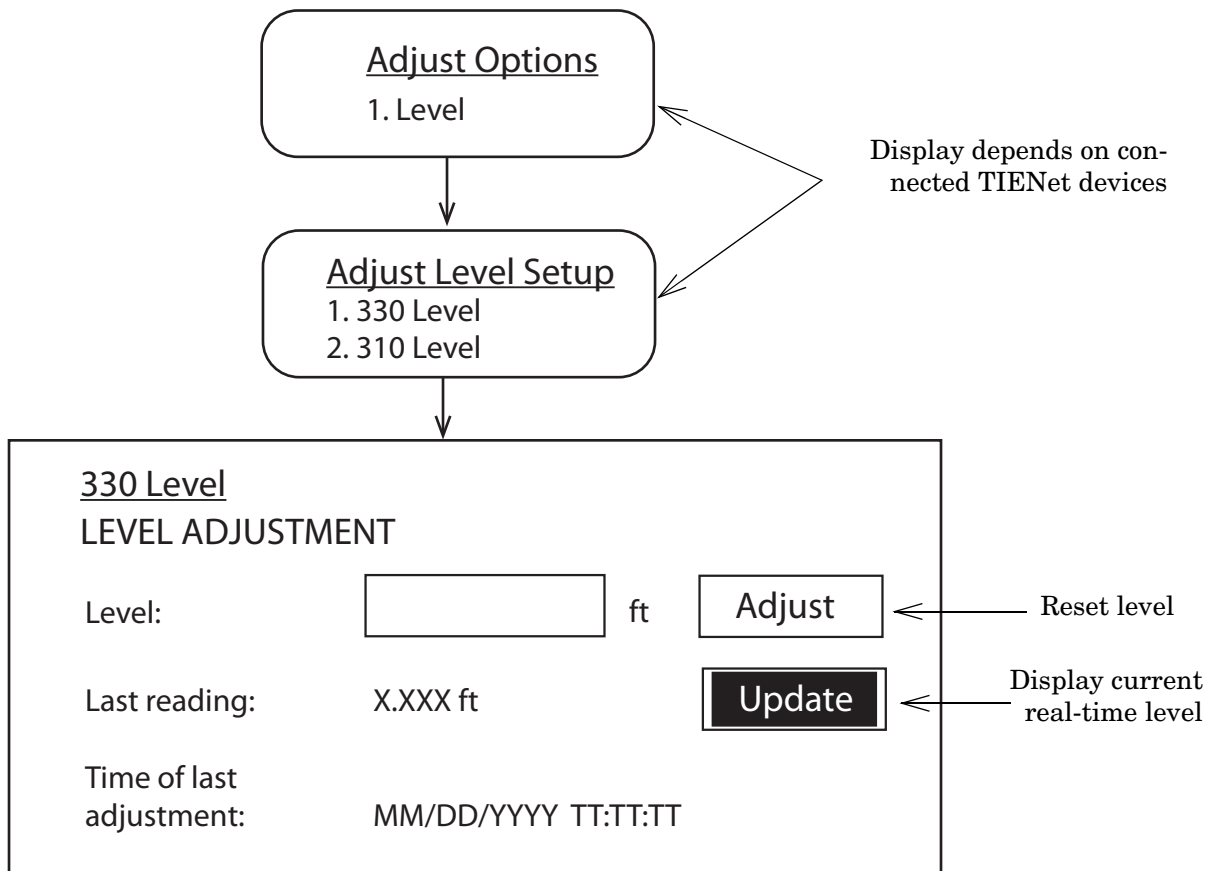 Adjust Options
1. Level
Display depends on con-
nected TIENet devices
Adjust Level Setup
1. 330 Level
2. 310 Level
330 Level
LEVEL ADJUSTMENT
Level:
ft
Adjust
Reset level
Last reading:
X.XXX ft
Update
Display current
real-time level
Time of last
adjustment:
MM/DD/YYYY TT:TT:TT